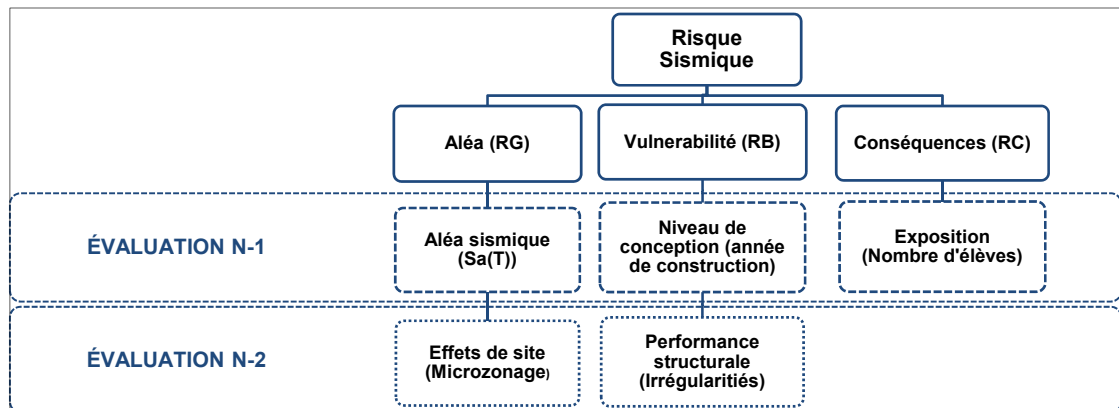 Risque
Sismique
Aléa (RG)
Vulnerabilité (RB)
Conséquences (RC)
ÉVALUATION N-1
Aléa sismique
(Sa(T))
Niveau de
conception (année
de construction)
Exposition
(Nombre d'élèves)
ÉVALUATION N-2
Effets de site
(Microzonage)
Performance
structurale
(Irrégularitiés)